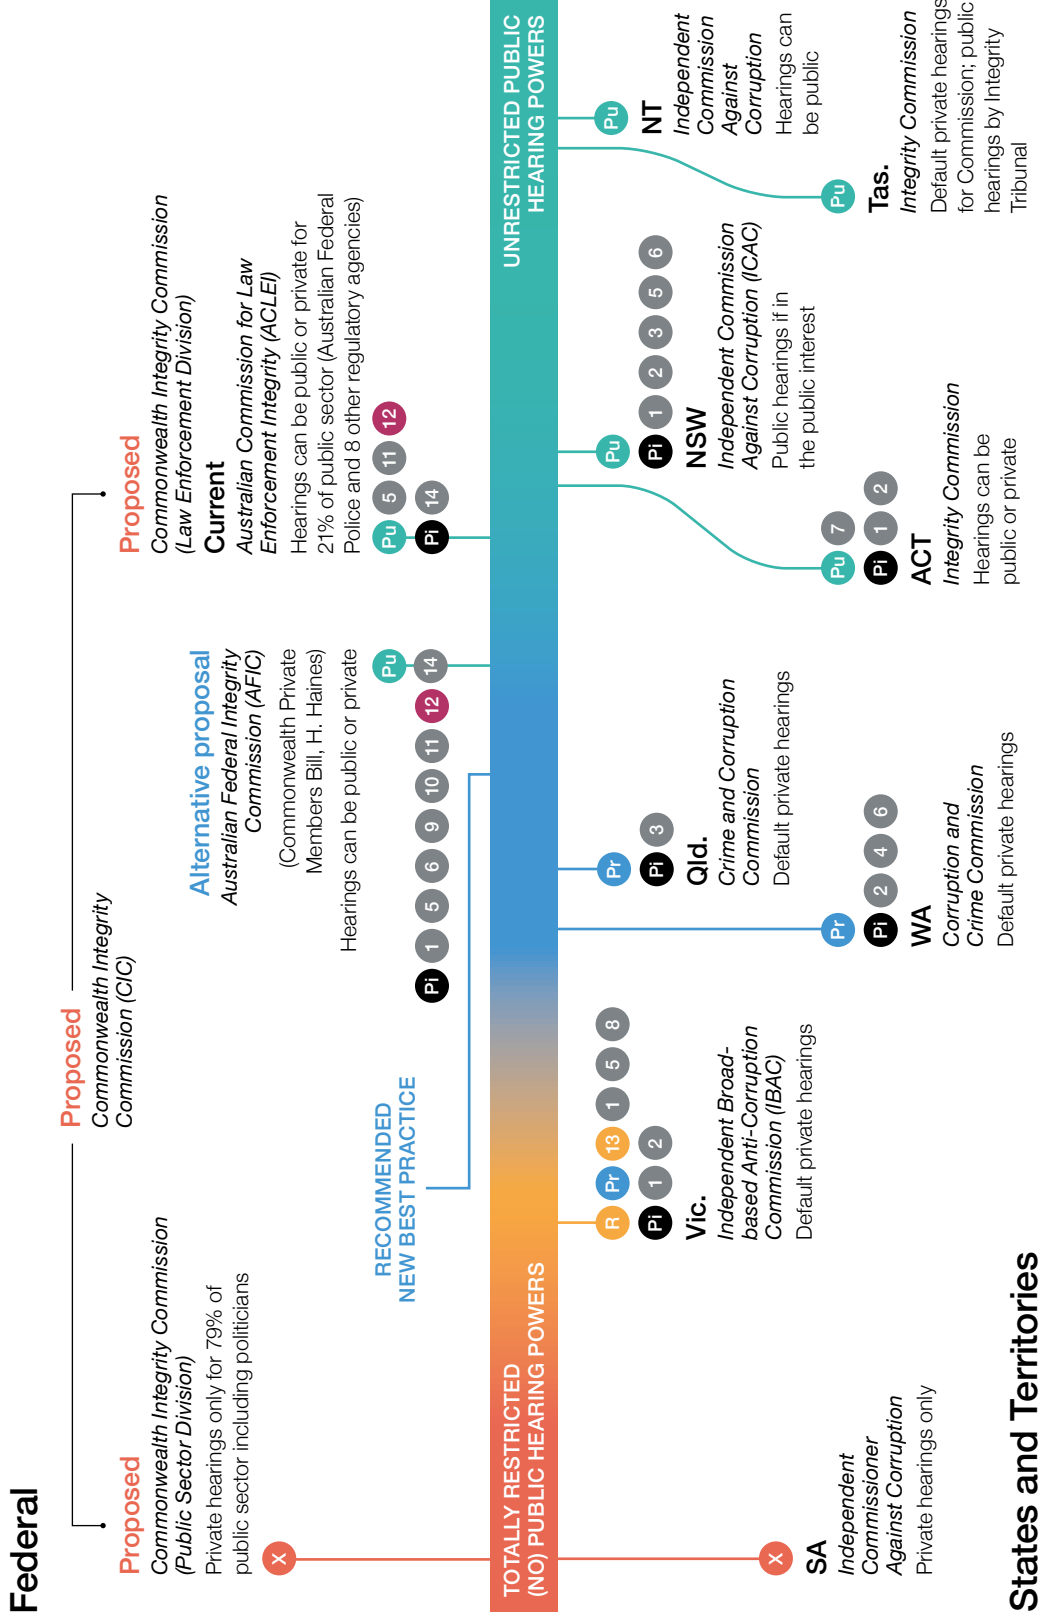 Federal
Proposed
Commonwealth Integrity
Commission (CIC)
Proposed
Commonwealth Integrity Commission
(Public Sector Division)
Private hearings only for 79% of
public sector including politicians
X
RECOMMENDED
NEW BEST PRACTICE
Alternative proposal
Australian Federal Integrity
Commission (AFIC)
(Commonwealth Private
Members Bill, H. Haines)
Hearings can be public or private
Pu
Pi 1 5 6 9 10 11 12 14
Proposed
Commonwealth Integrity Commission
(Law Enforcement Division)
Current
Australian Commission for Law
Enforcement Integrity (ACLEI)
Hearings can be public or private for
21% of public sector (Australian Federal
Police and 8 other regulatory agencies)
Pu 5 11 12
Pi 14
TOTALLY RESTRICTED
(NO) PUBLIC HEARING POWERS
UNRESTRICTED PUBLIC
HEARING POWERS
X
SA
Independent
Commissioner
Against Corruption
Private hearings only
R Pr 13 1 5 8
Pi 1 2
Vic.
Independent Broad-
based Anti-Corruption
Commission (IBAC)
Default private hearings
Pr
Pi 2 4 6
WA
Corruption and
Crime Commission
Default private hearings
Pr
Pi 3
Qld.
Crime and Corruption
Commission
Default private hearings
Pu 7
Pi 1 2
ACT
Integrity Commission
Hearings can be
public or private
Pu
Pi 1 2 3 5 6
NSW
Independent Commission
Against Corruption (ICAC)
Public hearings if in
the public interest
Pu
Tas.
Integrity Commission
Default private hearings
for Commission; public
hearings by Integrity
Tribunal
Pu
NT
Independent
Commission
Against
Corruption
Hearings can
be public
States and Territories